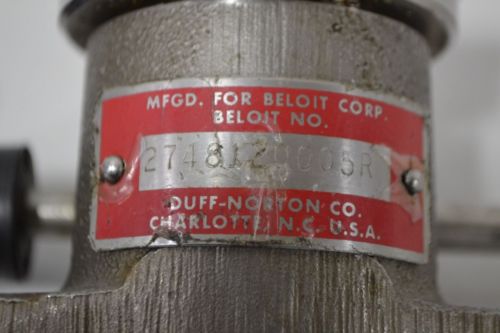 MFGD. FOR BELOIT CORP.
BELOIT NO.
DUFF-NORTON CO.
CHARLOTTE, N.C. U.S.A.